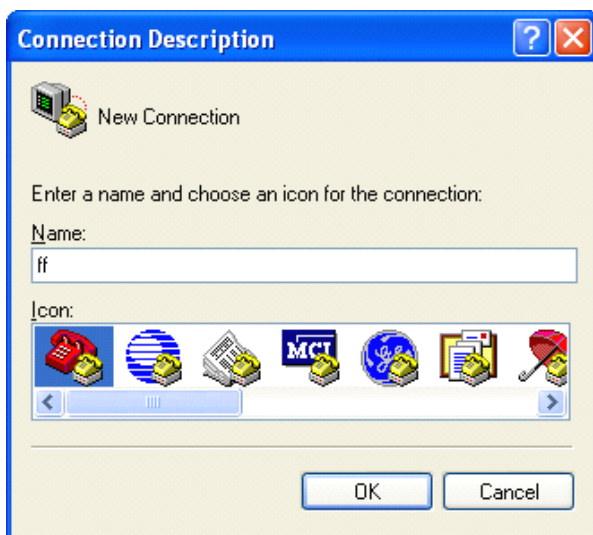 Connection Description
New Connection
Enter a name and choose an icon for the connection:
Name:
ff
Icon:
MCI
OK
Cancel